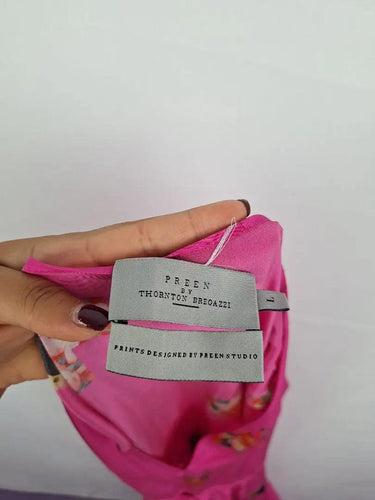 PREEN
BY
THORNTON BREGAZZI
L
PRINTS DESIGNED BY PREEN STUDIO